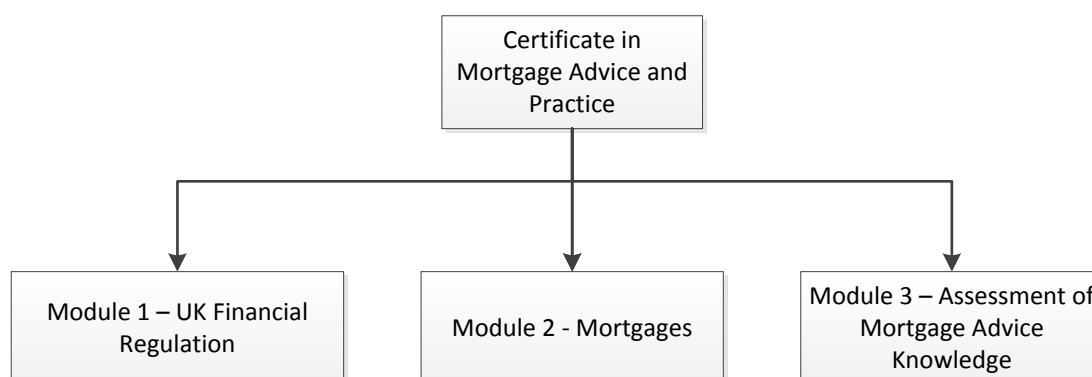 Certificate in
Mortgage Advice and
Practice
Module 1 – UK Financial
Regulation
Module 2 - Mortgages
Module 3 – Assessment of
Mortgage Advice
Knowledge